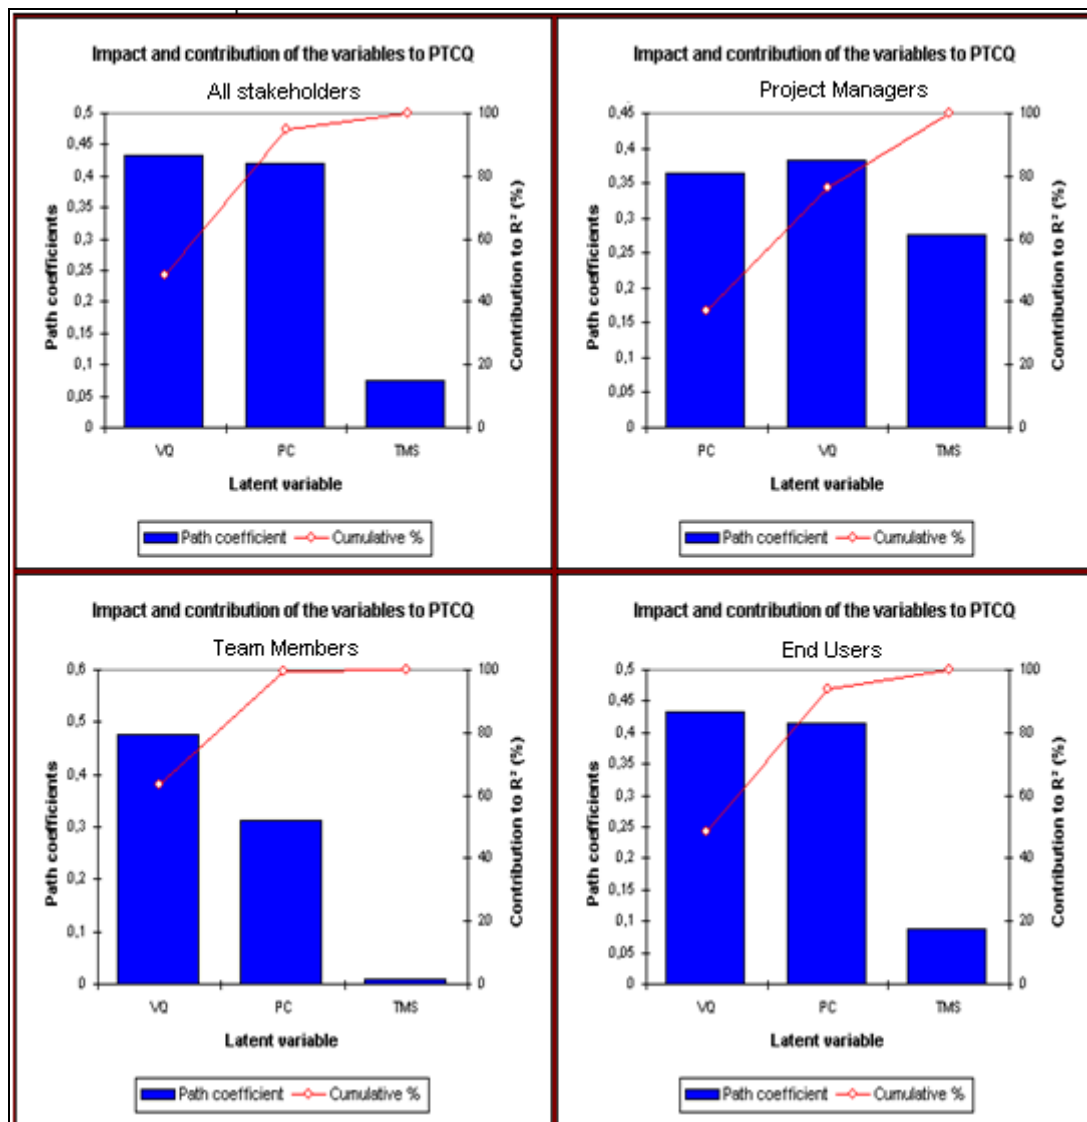 Impact and contribution of the variables to PTCQ
All stakeholders
0,5
0,45
0,4
0,35
0,3
0,25
0,2
0,15
0,1
0,05
0
Path coefficients
100
80
60
40
20
0
Contribution to R² (%)
VQ PC TMS
Latent variable
Path coefficient Cumulative %
Impact and contribution of the variables to PTCQ
Project Managers
0,45
0,4
0,35
0,3
0,25
0,2
0,15
0,1
0,05
0
Path coefficients
100
80
60
40
20
0
Contribution to R² (%)
PC VQ TMS
Latent variable
Path coefficient Cumulative %
Impact and contribution of the variables to PTCQ
Team Members
0,6
0,5
0,4
0,3
0,2
0,1
0
Path coefficients
100
80
60
40
20
0
Contribution to R² (%)
VQ PC TMS
Latent variable
Path coefficient Cumulative %
Impact and contribution of the variables to PTCQ
End Users
0,5
0,45
0,4
0,35
0,3
0,25
0,2
0,15
0,1
0,05
0
Path coefficients
100
80
60
40
20
0
Contribution to R² (%)
VQ PC TMS
Latent variable
Path coefficient Cumulative %